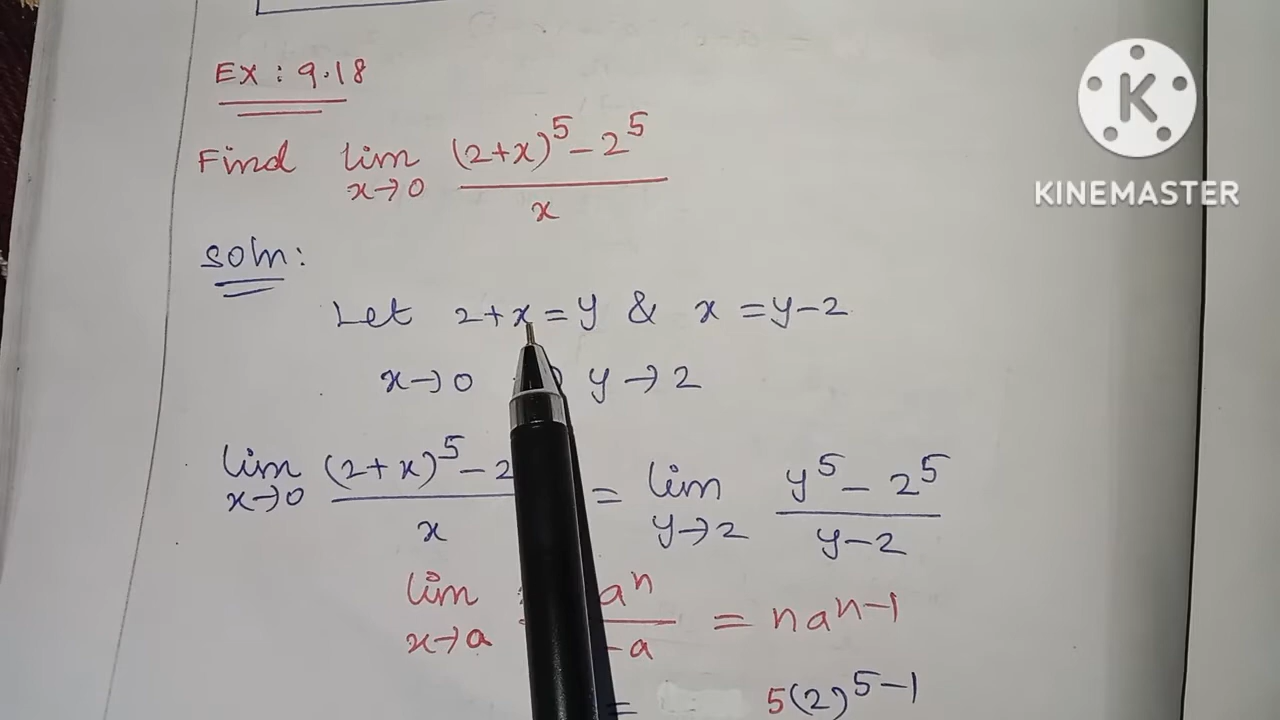 Ex : 9.18
Find lim x→0 (2+x)^5 - 2^5 / x
Soln:
Let 2+x = y & x = y-2
x→0 y→2
lim x→0 (2+x)^5 - 2 / x = lim y→2 y^5 - 2^5 / y-2
lim x→a a^n / -a = na^n-1
= 5(2)^5-1
K
KINEMASTER